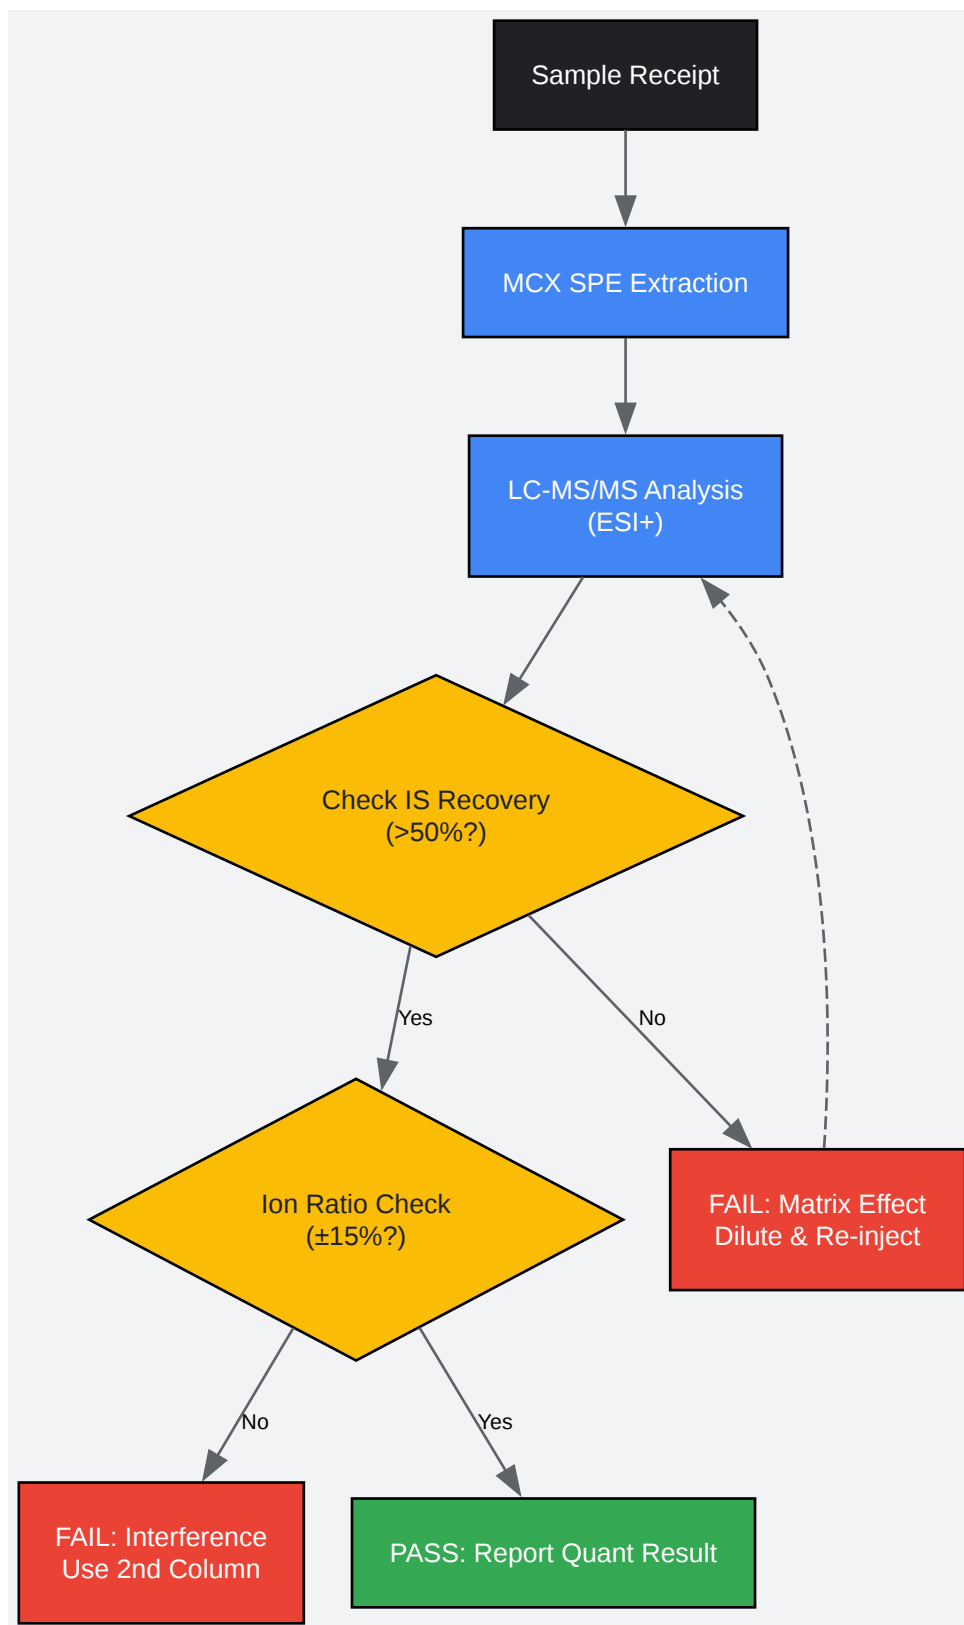 Sample Receipt
MCX SPE Extraction
LC-MS/MS Analysis
(ESI+)
Check IS Recovery
(>50%?)
Yes
No
Ion Ratio Check
(±15%?)
FAIL: Matrix Effect
Dilute & Re-inject
No
Yes
FAIL: Interference
Use 2nd Column
PASS: Report Quant Result